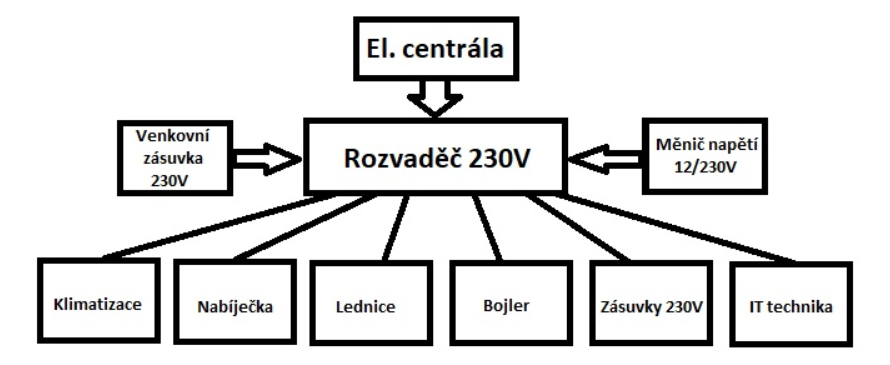 El. centrála
Venkovní
zásuvka
230V
Rozvaděč 230V
Měnič napětí
12/230V
Klimatizace
Nabíječka
Lednice
Bojler
Zásuvky 230V
IT technika